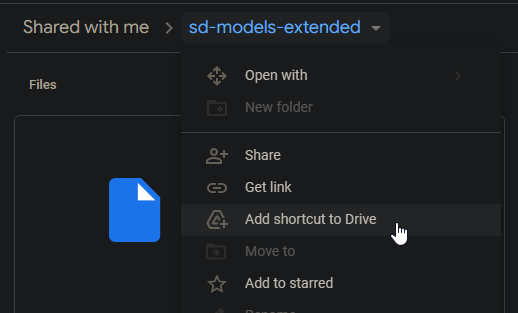 Shared with me > sd-models-extended
Files
Open with
New folder
Share
Get link
Add shortcut to Drive
Move to
Add to starred